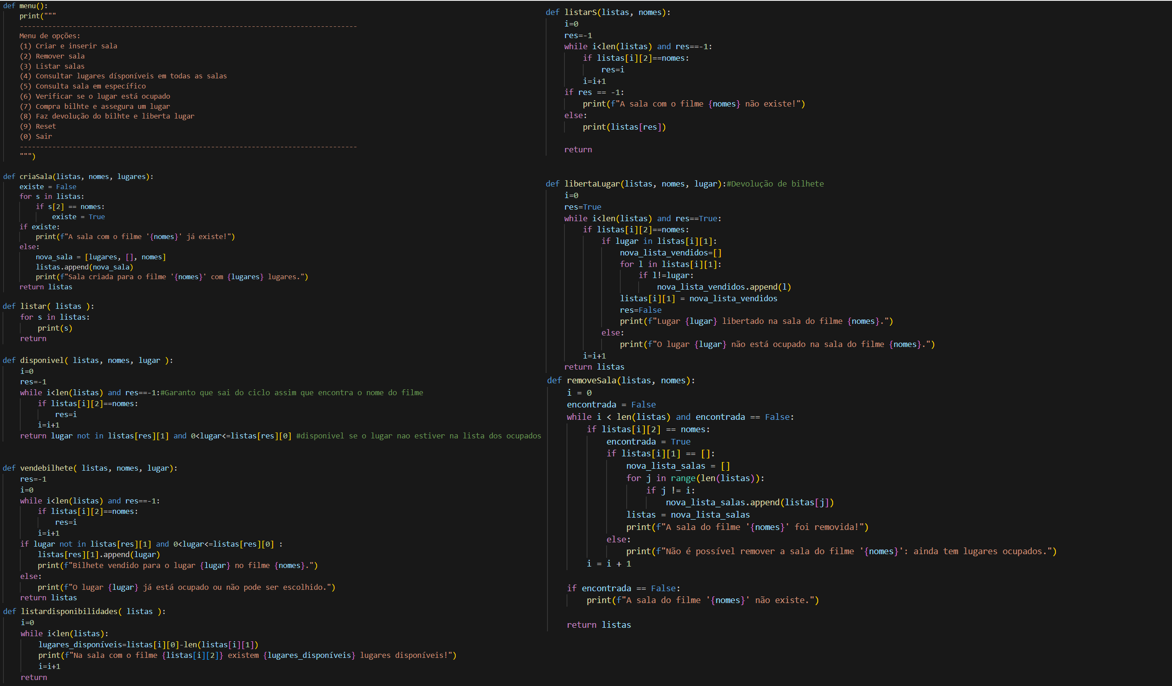 def menu():
    print("""
    ------------------------------------------------------------------------------
    Menu de opções:
    (1) Criar e inserir sala
    (2) Remover sala
    (3) Listar salas
    (4) Consultar lugares disponíveis em todas as salas
    (5) Consulta sala em específico
    (6) Verificar se o lugar está ocupado
    (7) Compra bilhte e assegura um lugar
    (8) Faz devolução do bilhte e liberta lugar
    (9) Reset
    (0) Sair
    ------------------------------------------------------------------------------
    """)
def criaSala(listas, nomes, lugares):
    existe = False
    for s in listas:
        if s[2] == nomes:
            existe = True
    if existe:
        print(f"A sala com o filme '{nomes}' já existe!")
    else:
        nova_sala = [lugares, [], nomes]
        listas.append(nova_sala)
        print(f"Sala criada para o filme '{nomes}' com {lugares} lugares.")
    return listas
def listar( listas ):
    for s in listas:
        print(s)
    return
def disponivel( listas, nomes, lugar ):
    i=0
    res=-1
    while i<len(listas) and res==-1:#Garanto que sai do ciclo assim que encontra o nome do filme
        if listas[i][2]==nomes:
            res=i
        i=i+1
    return lugar not in listas[res][1] and 0<lugar<=listas[res][0] #disponivel se o lugar nao estiver na lista dos ocupados
def vendebilhete( listas, nomes, lugar):
    res=-1
    i=0
    while i<len(listas) and res==-1:
        if listas[i][2]==nomes:
            res=i
        i=i+1
    if lugar not in listas[res][1] and 0<lugar<=listas[res][0] :
        listas[res][1].append(lugar)
        print(f"Bilhete vendido para o lugar {lugar} no filme {nomes}.")
    else:
        print(f"O lugar {lugar} já está ocupado ou não pode ser escolhido.")
    return listas
def listardisponibilidades( listas ):
    i=0
    while i<len(listas):
        lugares_disponíveis=listas[i][0]-len(listas[i][1])
        print(f"Na sala com o filme {listas[i][2]} existem {lugares_disponíveis} lugares disponíveis!")
        i=i+1
    return
def listarS(listas, nomes):
    i=0
    res=-1
    while i<len(listas) and res==-1:
        if listas[i][2]==nomes:
            res=i
        i=i+1
    if res == -1:
        print(f"A sala com o filme {nomes} não existe!")
    else:
        print(listas[res])
    return
def libertaLugar(listas, nomes, lugar):#Devolução de bilhete
    i=0
    res=True
    while i<len(listas) and res==True:
        if listas[i][2]==nomes:
            if lugar in listas[i][1]:
                nova_lista_vendidos=[]
                for l in listas[i][1]:
                    if l!=lugar:
                        nova_lista_vendidos.append(l)
                listas[i][1] = nova_lista_vendidos
                res=False
                print(f"Lugar {lugar} libertado na sala do filme {nomes}.")
            else:
                print(f"O lugar {lugar} não está ocupado na sala do filme {nomes}.")
        i=i+1
    return listas
def removeSala(listas, nomes):
    i = 0
    encontrada = False
    while i < len(listas) and encontrada == False:
        if listas[i][2] == nomes:
            encontrada = True
            if listas[i][1] == []:
                nova_lista_salas = []
                for j in range(len(listas)):
                    if j != i:
                        nova_lista_salas.append(listas[j])
                listas = nova_lista_salas
                print(f"A sala do filme '{nomes}' foi removida!")
            else:
                print(f"Não é possível remover a sala do filme '{nomes}': ainda tem lugares ocupados.")
        i = i + 1
    if encontrada == False:
        print(f"A sala do filme '{nomes}' não existe.")
    return listas